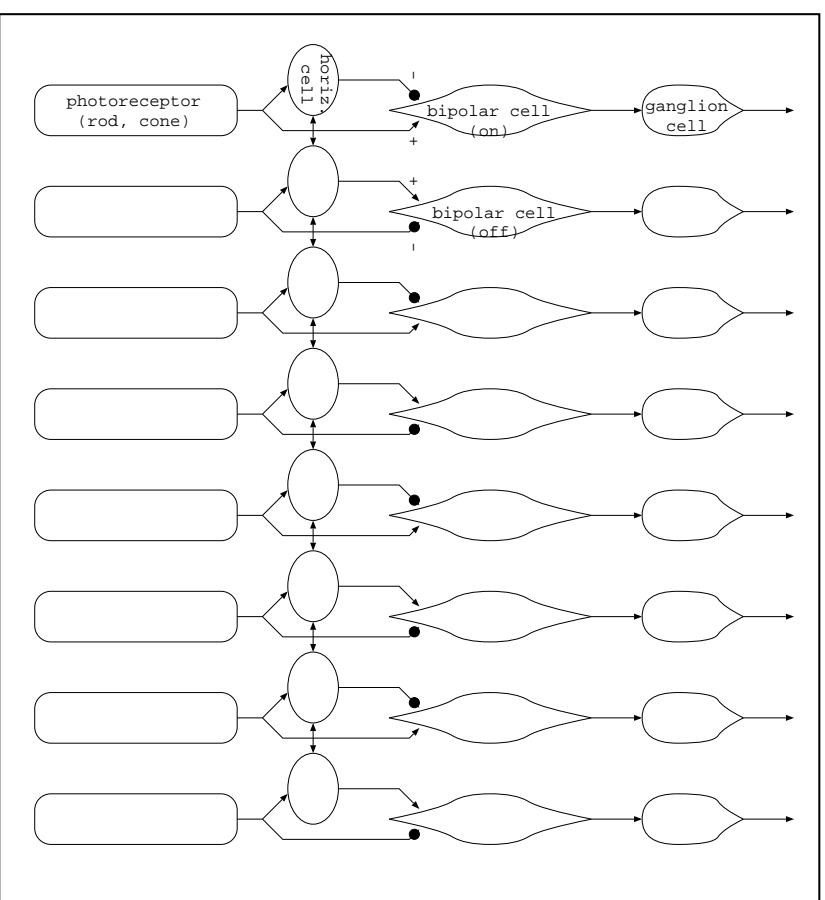 horiz.
cell
-
photoreceptor
(rod, cone)
bipolar cell
(on)
ganglion
cell
+
+
bipolar cell
(off)
-